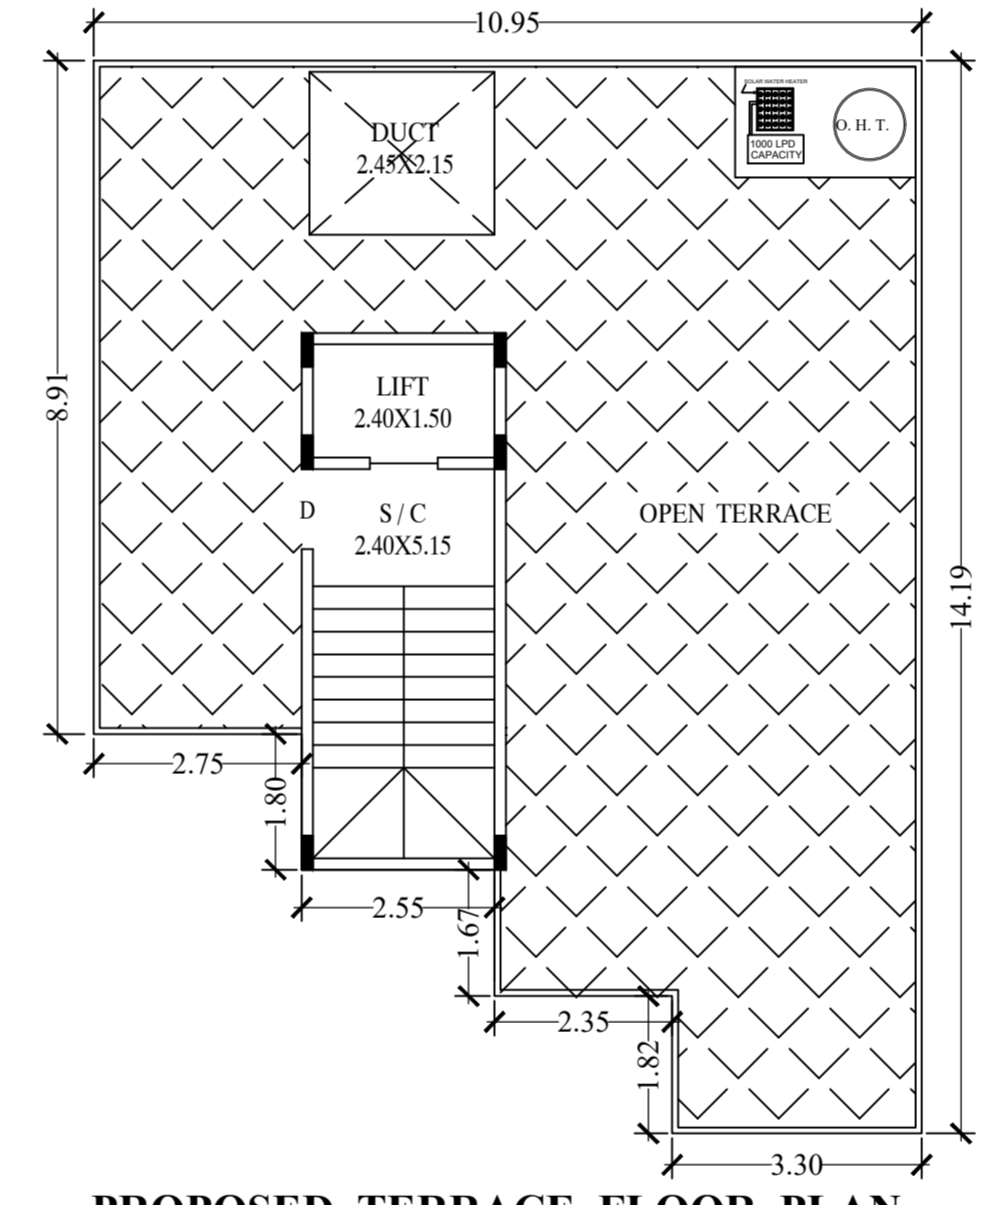 10.95
SOLAR WATER HEATER
DUCT
2.45X2.15
O. H. T.
1000 LPD
CAPACITY
8.91
LIFT
2.40X1.50
D
S / C
2.40X5.15
OPEN TERRACE
14.19
2.75
1.80
2.55
1.67
2.35
1.82
3.30
PROPOSED TERRACE FLOOR PLAN